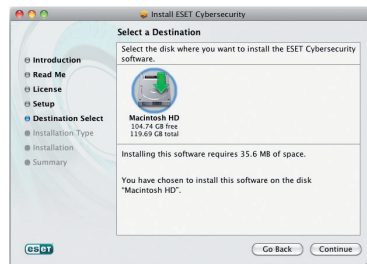 Install ESET Cybersecurity
Select a Destination
Introduction
Read Me
License
Setup
Destination Select
Installation Type
Installation
Summary
Select the disk where you want to install the ESET Cybersecurity
software.
Macintosh HD
104.74 GB free
119.69 GB total
Installing this software requires 35.6 MB of space.
You have chosen to install this software on the disk
"Macintosh HD".
eseT
Go Back
Continue